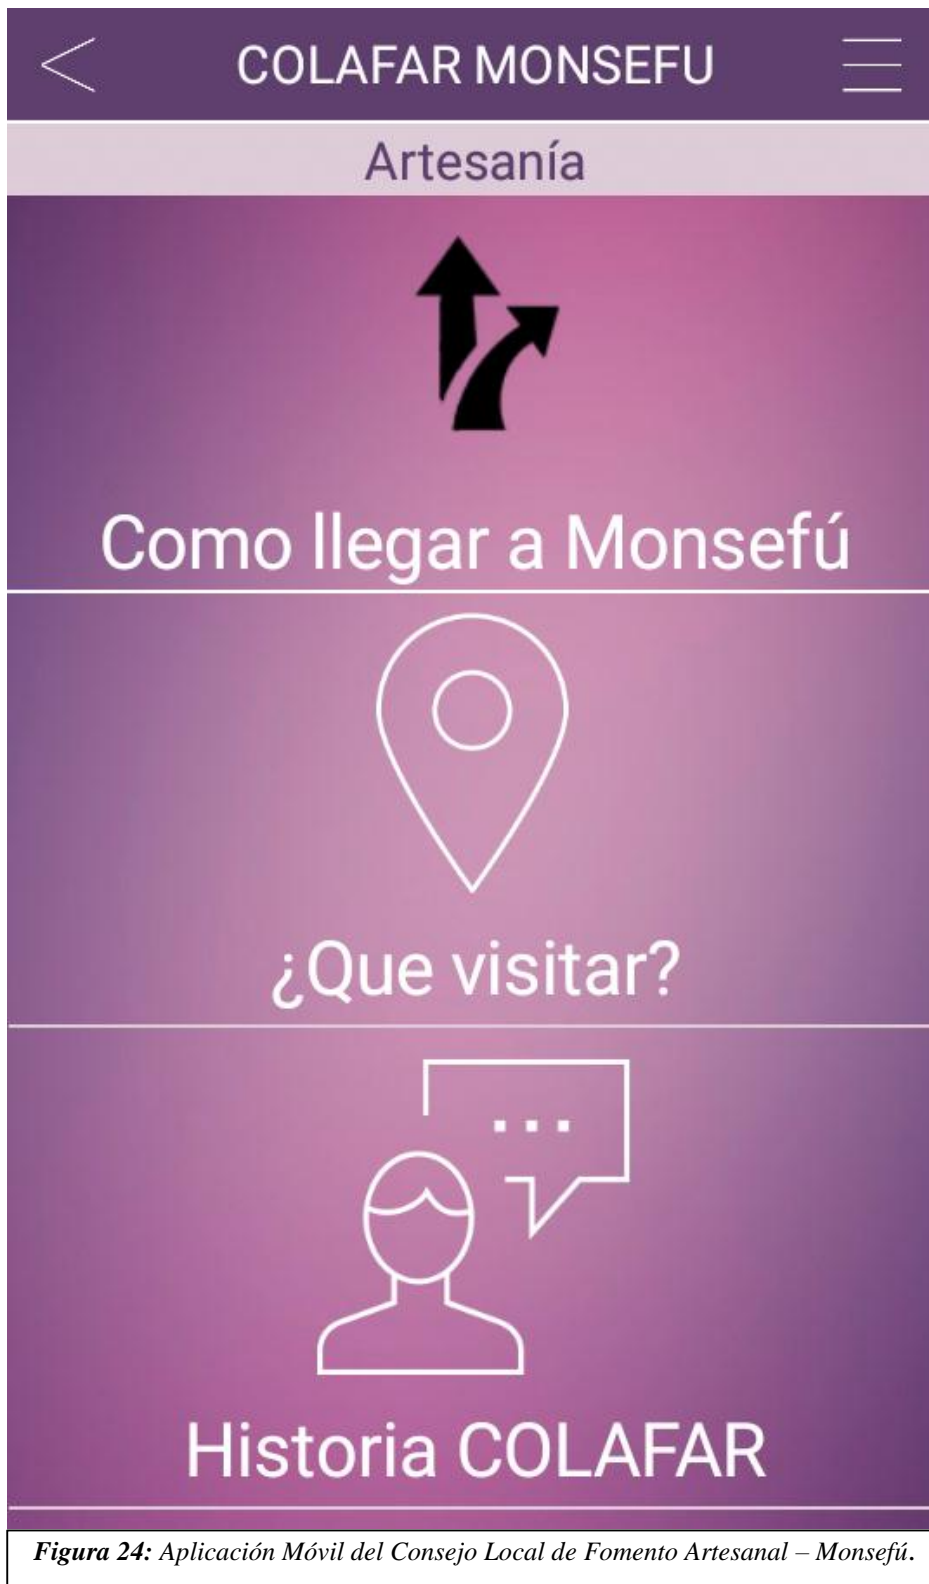 COLAFAR MONSEFU
Artesanía
Como llegar a Monsefú
¿Que visitar?
Historia COLAFAR
Figura 24: Aplicación Móvil del Consejo Local de Fomento Artesanal – Monsefú.